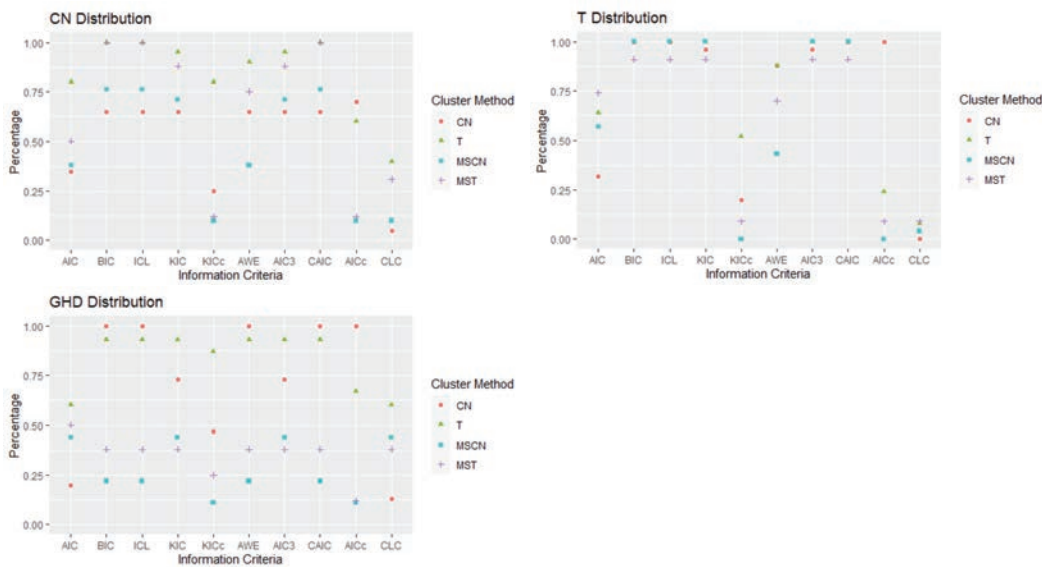 CN Distribution
1.00
0.75
0.50
0.25
0.00
Percentage
AIC BIC ICL KIC KICc AWE AIC3 CAIC AICc CLC
Information Criteria
Cluster Method
CN
T
MSCN
MST
T Distribution
1.00
0.75
0.50
0.25
0.00
Percentage
AIC BIC ICL KIC KICc AWE AIC3 CAIC AICc CLC
Information Criteria
Cluster Method
CN
T
MSCN
MST
GHD Distribution
1.00
0.75
0.50
0.25
0.00
Percentage
AIC BIC ICL KIC KICc AWE AIC3 CAIC AICc CLC
Information Criteria
Cluster Method
CN
T
MSCN
MST